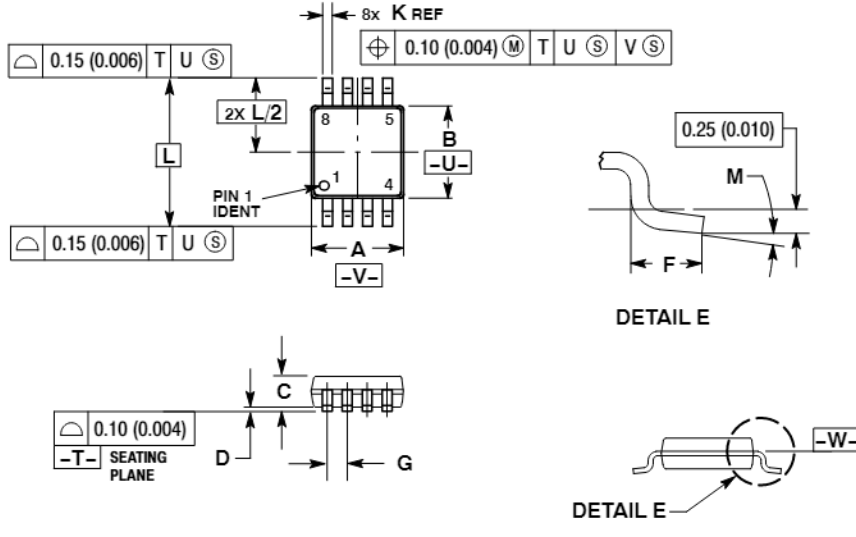 8x K REF
⌖ 0.10 (0.004) Ⓜ T U Ⓢ V Ⓢ
⌓ 0.15 (0.006) T U Ⓢ
2X L/2
8 5
B
-U-
L
1 4
PIN 1
IDENT
⌓ 0.15 (0.006) T U Ⓢ
A
-V-
0.25 (0.010)
M
F
DETAIL E
C
⌓ 0.10 (0.004)
-T- SEATING
PLANE
D
G
-W-
DETAIL E